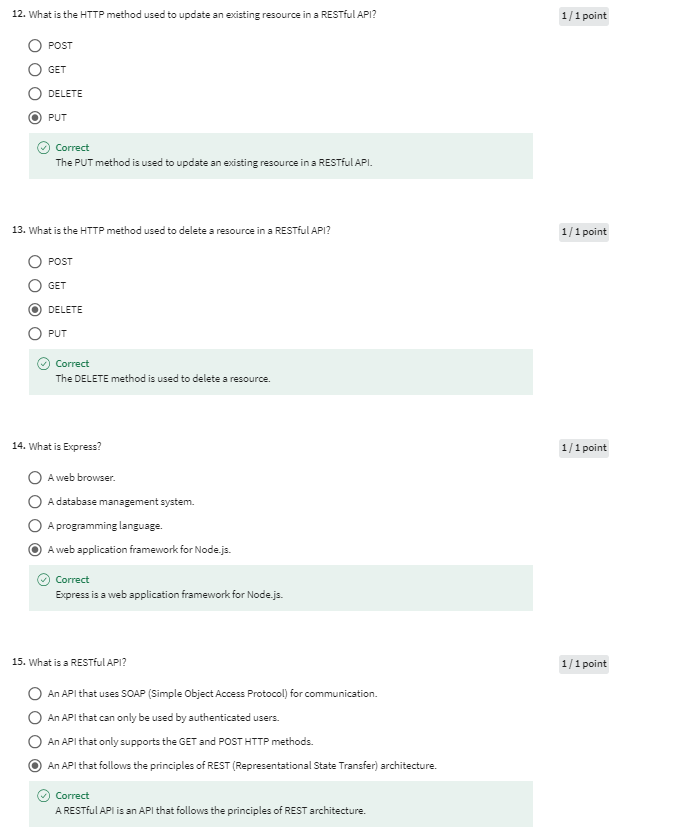 12. What is the HTTP method used to update an existing resource in a RESTful API?
1 / 1 point
POST
GET
DELETE
PUT
Correct
The PUT method is used to update an existing resource in a RESTful API.
13. What is the HTTP method used to delete a resource in a RESTful API?
1 / 1 point
POST
GET
DELETE
PUT
Correct
The DELETE method is used to delete a resource.
14. What is Express?
1 / 1 point
A web browser.
A database management system.
A programming language.
A web application framework for Node.js.
Correct
Express is a web application framework for Node.js.
15. What is a RESTful API?
1 / 1 point
An API that uses SOAP (Simple Object Access Protocol) for communication.
An API that can only be used by authenticated users.
An API that only supports the GET and POST HTTP methods.
An API that follows the principles of REST (Representational State Transfer) architecture.
Correct
A RESTful API is an API that follows the principles of REST architecture.